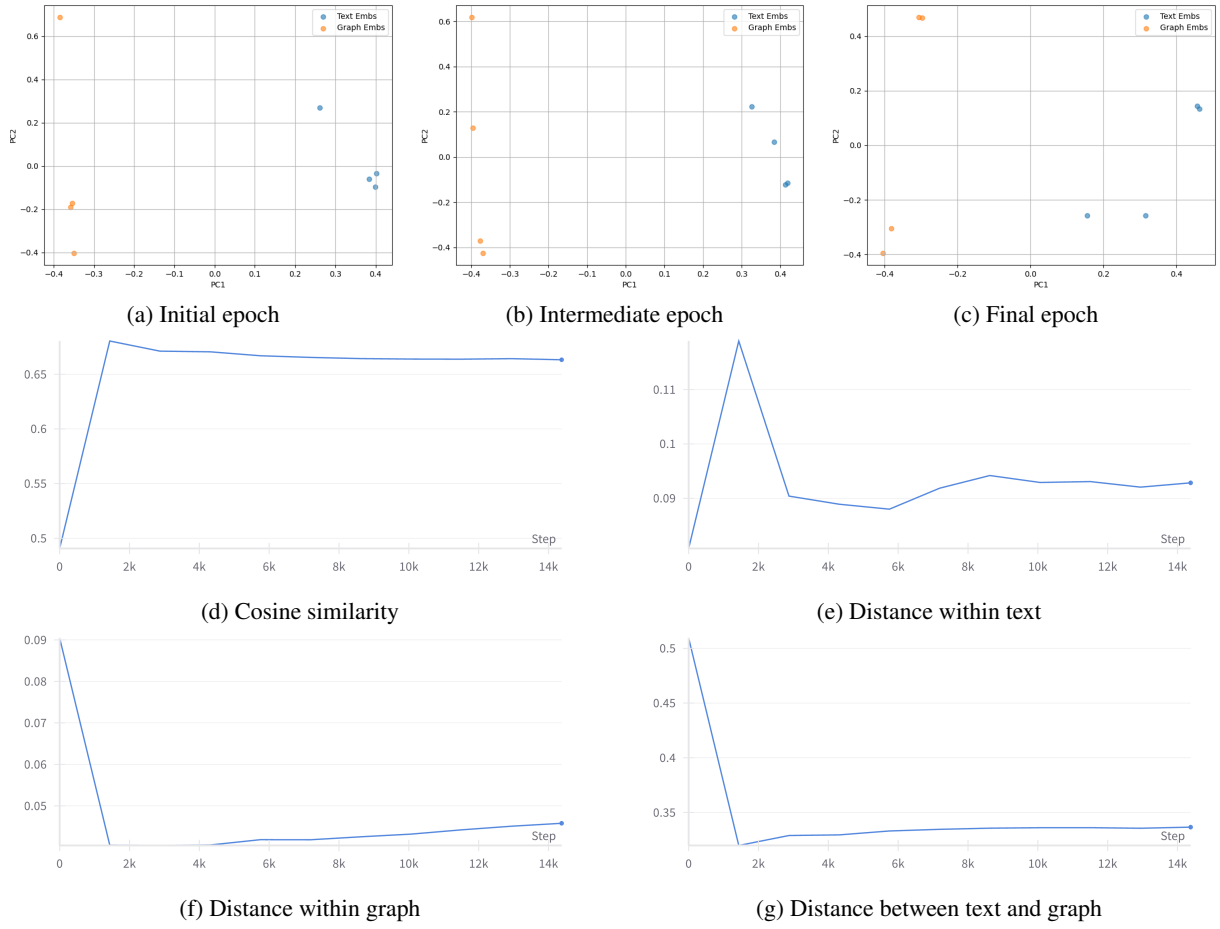 Text Embs
Graph Embs
0.6
0.4
0.2
0.0
−0.2
−0.4
PC2
−0.4 −0.3 −0.2 −0.1 0.0 0.1 0.2 0.3 0.4
PC1
(a) Initial epoch
Text Embs
Graph Embs
0.6
0.4
0.2
0.0
−0.2
−0.4
PC2
−0.4 −0.3 −0.2 −0.1 0.0 0.1 0.2 0.3 0.4
PC1
(b) Intermediate epoch
Text Embs
Graph Embs
0.4
0.2
0.0
−0.2
−0.4
PC2
−0.4 −0.2 0.0 0.2 0.4
PC1
(c) Final epoch
0.65
0.6
0.55
0.5
Step
0 2k 4k 6k 8k 10k 12k 14k
(d) Cosine similarity
0.11
0.1
0.09
Step
0 2k 4k 6k 8k 10k 12k 14k
(e) Distance within text
0.09
0.08
0.07
0.06
0.05
Step
0 2k 4k 6k 8k 10k 12k 14k
(f) Distance within graph
0.5
0.45
0.4
0.35
Step
0 2k 4k 6k 8k 10k 12k 14k
(g) Distance between text and graph